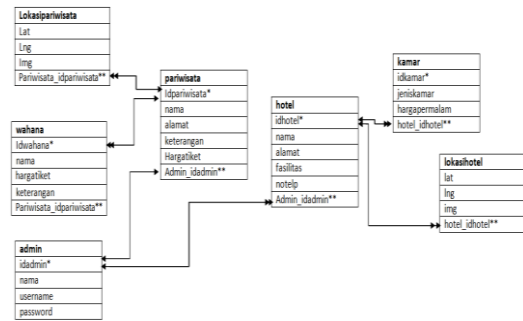 Lokasipariwisata
Lat
Lng
Img
Pariwisata_idpariwisata**
wahana
Idwahana*
nama
hargatiket
keterangan
Pariwisata_idpariwisata**
admin
idadmin*
nama
username
password
pariwisata
Idpariwisata*
nama
alamat
keterangan
Hargatiket
Admin_idadmin**
hotel
idhotel*
nama
alamat
fasilitas
notelp
Admin_idadmin**
kamar
idkamar*
jeniskamar
hargapermalam
hotel_idhotel**
lokasihotel
lat
lng
img
hotel_idhotel**